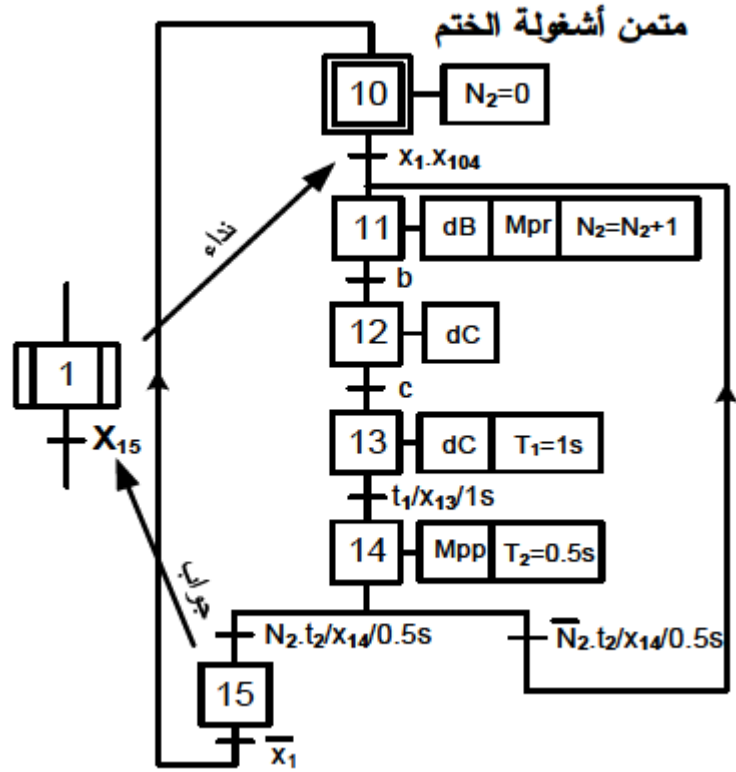 متمن أشغولة الختم
10
N₂=0
x₁.x₁₀₄
نداء
11
dB Mpr N₂=N₂+1
b
12
dC
1
c
X₁₅
13
dC T₁=1s
t₁/x₁₃/1s
14
Mpp T₂=0.5s
جواب
N₂.t₂/x₁₄/0.5s
N̅₂.t₂/x₁₄/0.5s
15
x̅₁